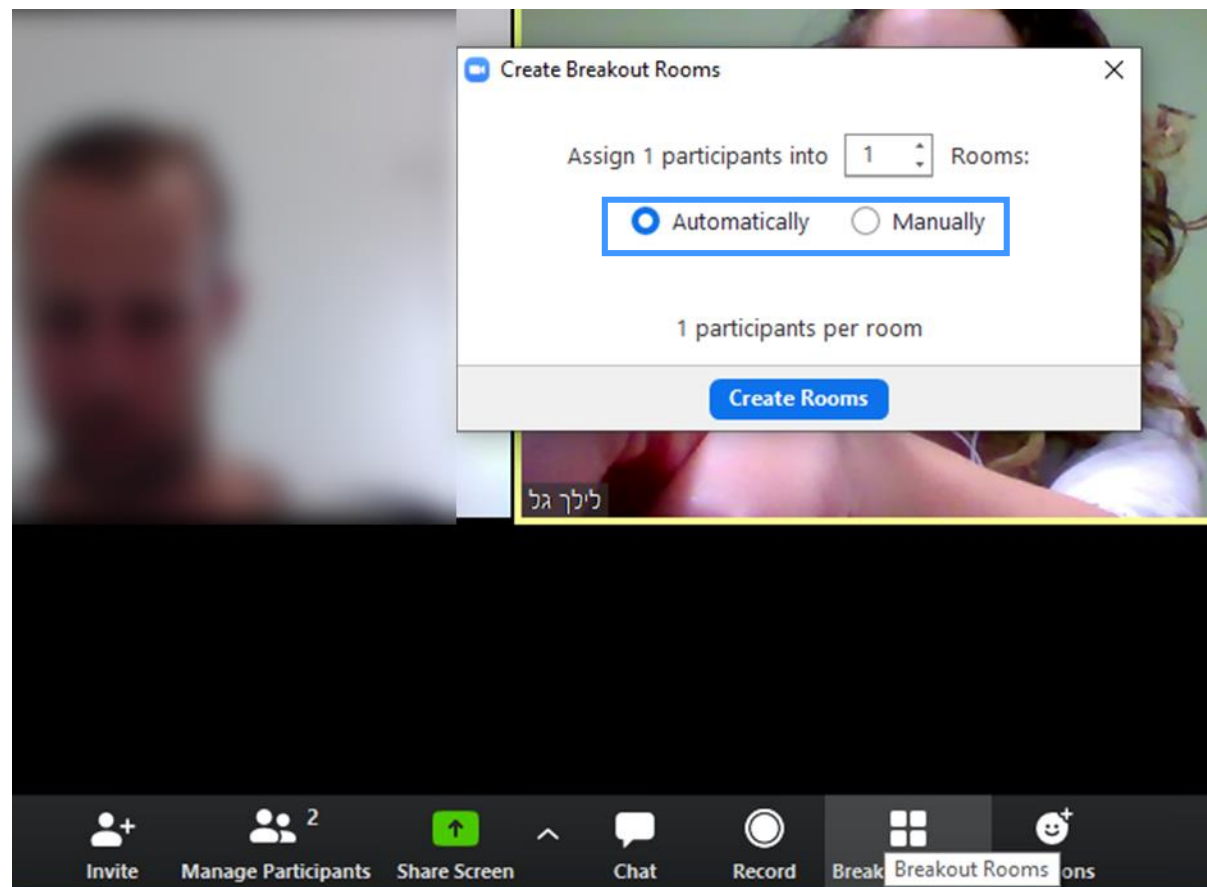 Create Breakout Rooms
Assign 1 participants into 1 Rooms:
Automatically Manually
1 participants per room
Create Rooms
לילך גל
2
Invite Manage Participants Share Screen Chat Record Break Breakout Rooms ons